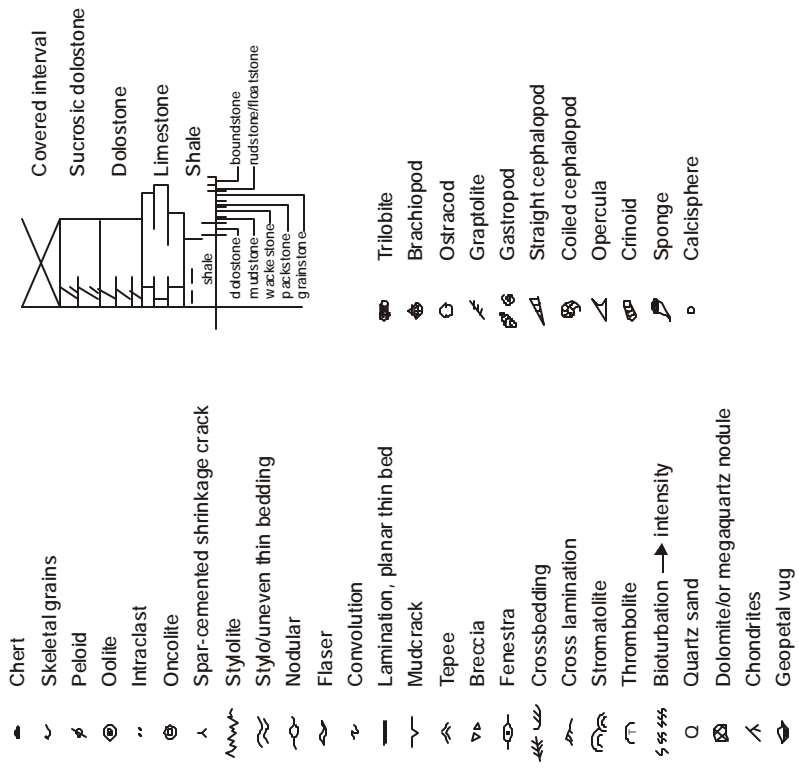 Covered interval
Sucrosic dolostone
Dolostone
Limestone
Shale
shale
dolostone
mudstone
wackestone
packstone
grainstone
boundstone
rudstone/floatstone
Chert
Skeletal grains
Peloid
Oolite
Intraclast
Oncolite
Spar-cemented shrinkage crack
Stylolite
Stylo/uneven thin bedding
Nodular
Flaser
Convolution
Lamination, planar thin bed
Mudcrack
Tepee
Breccia
Fenestra
Crossbedding
Cross lamination
Stromatolite
Thrombolite
Bioturbation → intensity
Quartz sand
Dolomite/or megaquartz nodule
Chondrites
Geopetal vug
Trilobite
Brachiopod
Ostracod
Graptolite
Gastropod
Straight cephalopod
Coiled cephalopod
Opercula
Crinoid
Sponge
Calcisphere